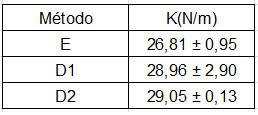 Método K(N/m)
E 26,81 ± 0,95
D1 28,96 ± 2,90
D2 29,05 ± 0,13